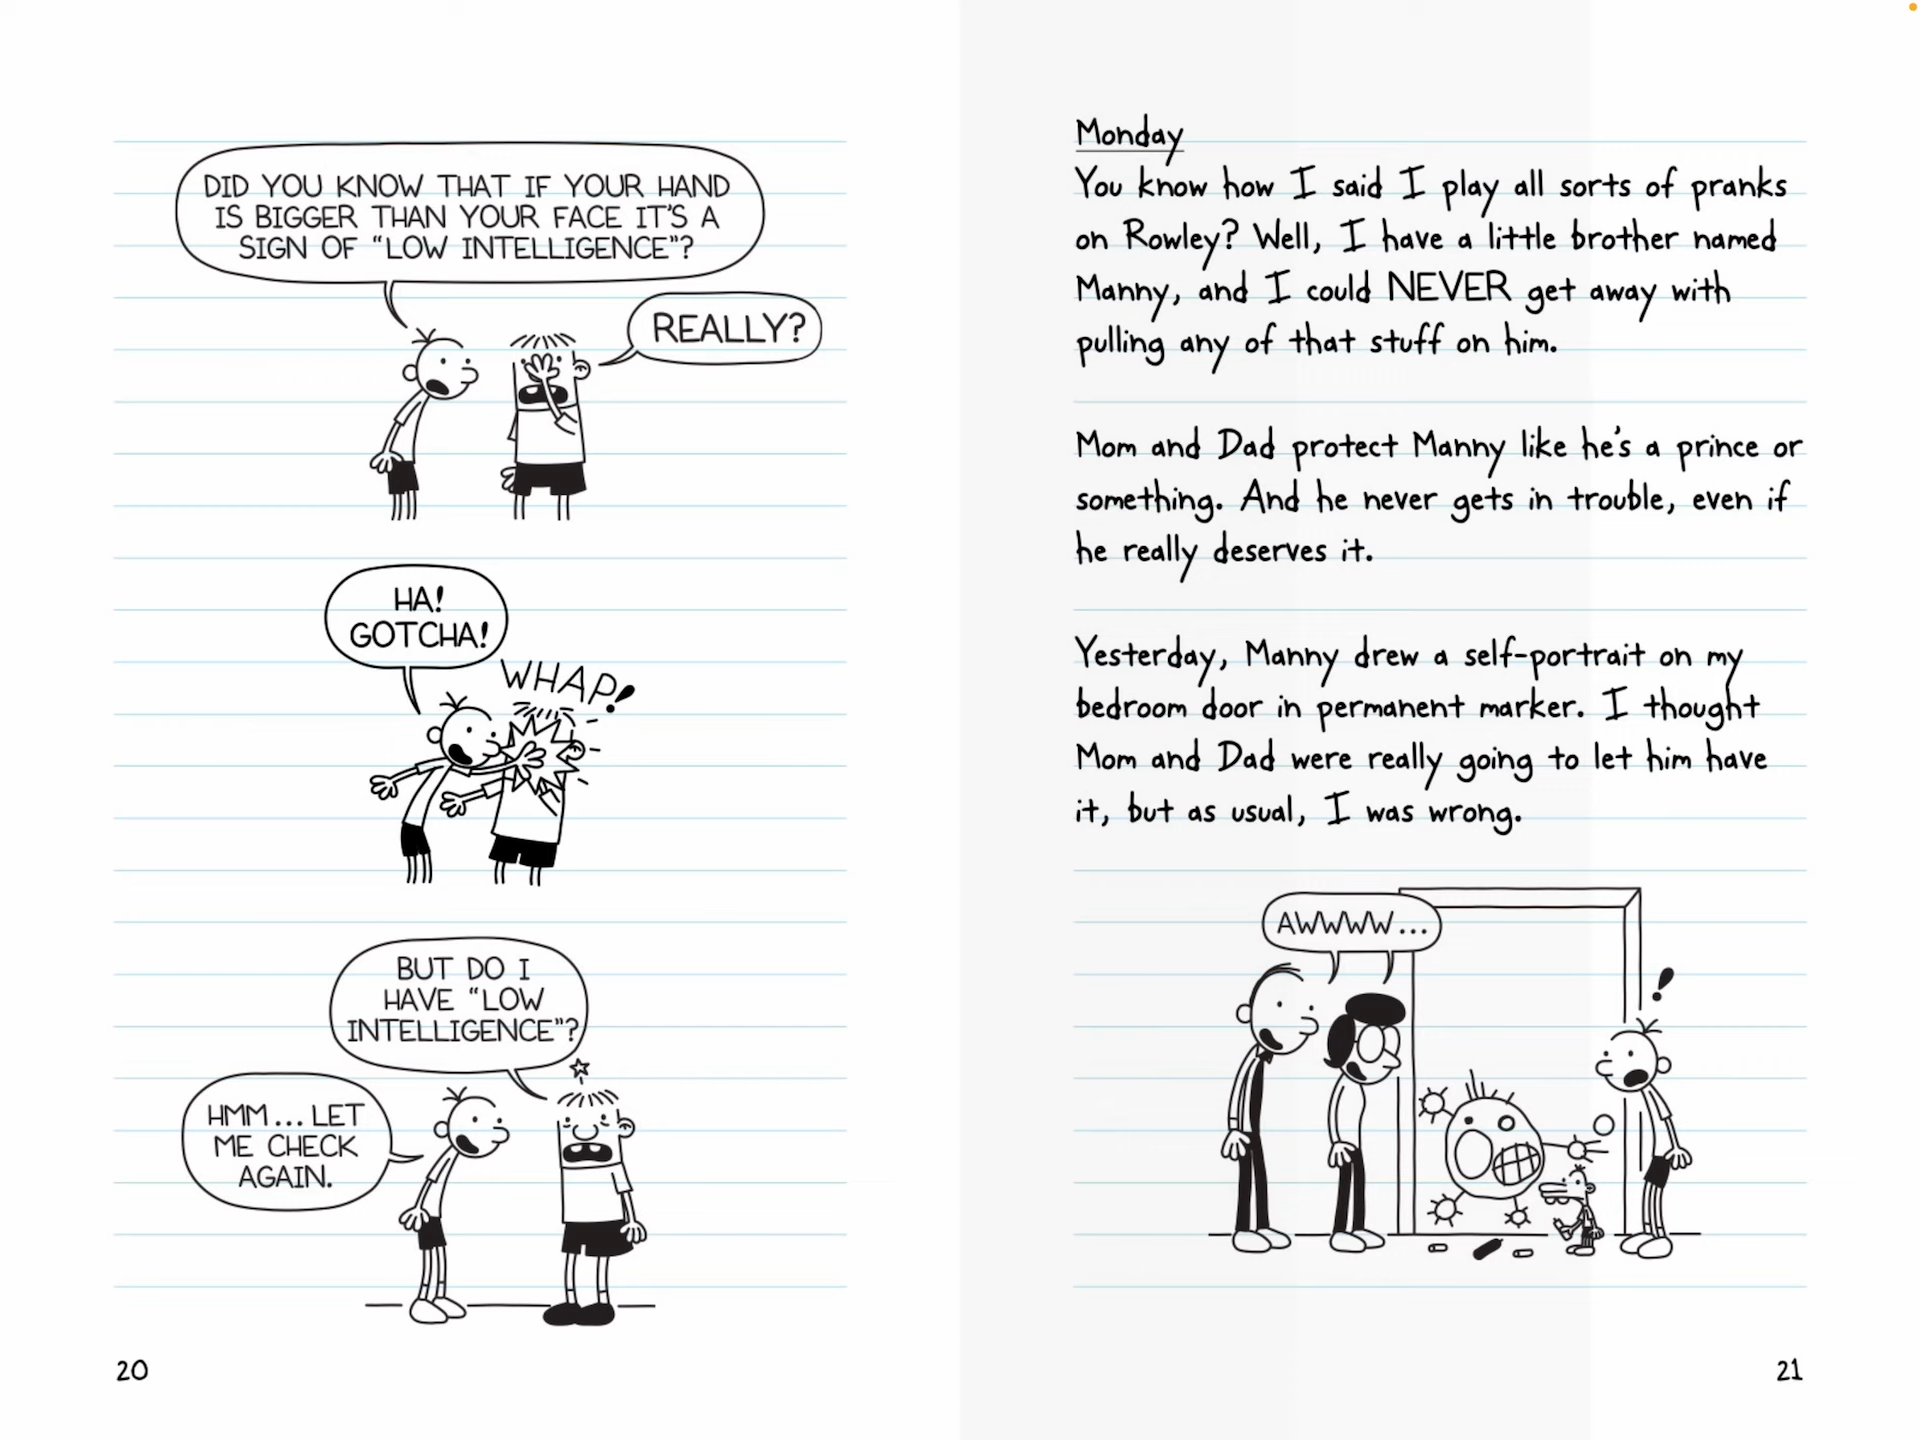 DID YOU KNOW THAT IF YOUR HAND
IS BIGGER THAN YOUR FACE IT'S A
SIGN OF "LOW INTELLIGENCE"?
REALLY?
HA!
GOTCHA!
WHAP!
BUT DO I
HAVE "LOW
INTELLIGENCE"?
HMM... LET
ME CHECK
AGAIN.
20
Monday
You know how I said I play all sorts of pranks
on Rowley? Well, I have a little brother named
Manny, and I could NEVER get away with
pulling any of that stuff on him.
Mom and Dad protect Manny like he's a prince or
something. And he never gets in trouble, even if
he really deserves it.
Yesterday, Manny drew a self-portrait on my
bedroom door in permanent marker. I thought
Mom and Dad were really going to let him have
it, but as usual, I was wrong.
AWWWW...
!
21